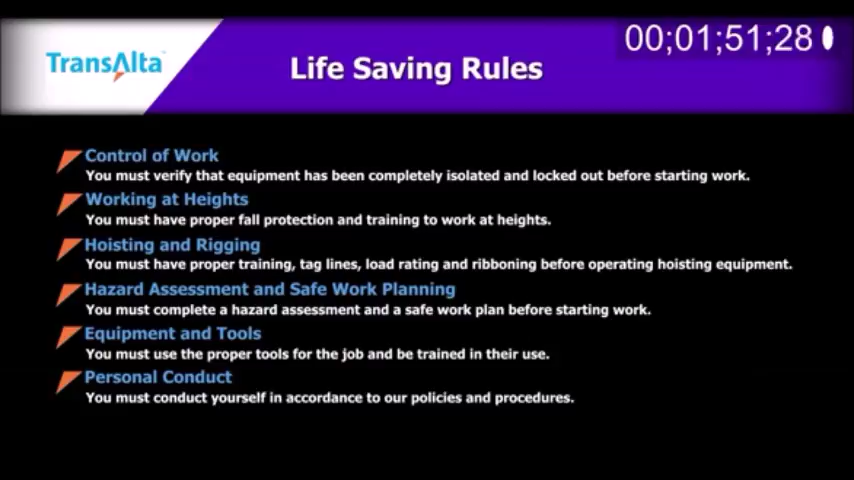 TransAlta
00;01;51;28
Life Saving Rules
Control of Work
You must verify that equipment has been completely isolated and locked out before starting work.
Working at Heights
You must have proper fall protection and training to work at heights.
Hoisting and Rigging
You must have proper training, tag lines, load rating and ribboning before operating hoisting equipment.
Hazard Assessment and Safe Work Planning
You must complete a hazard assessment and a safe work plan before starting work.
Equipment and Tools
You must use the proper tools for the job and be trained in their use.
Personal Conduct
You must conduct yourself in accordance to our policies and procedures.